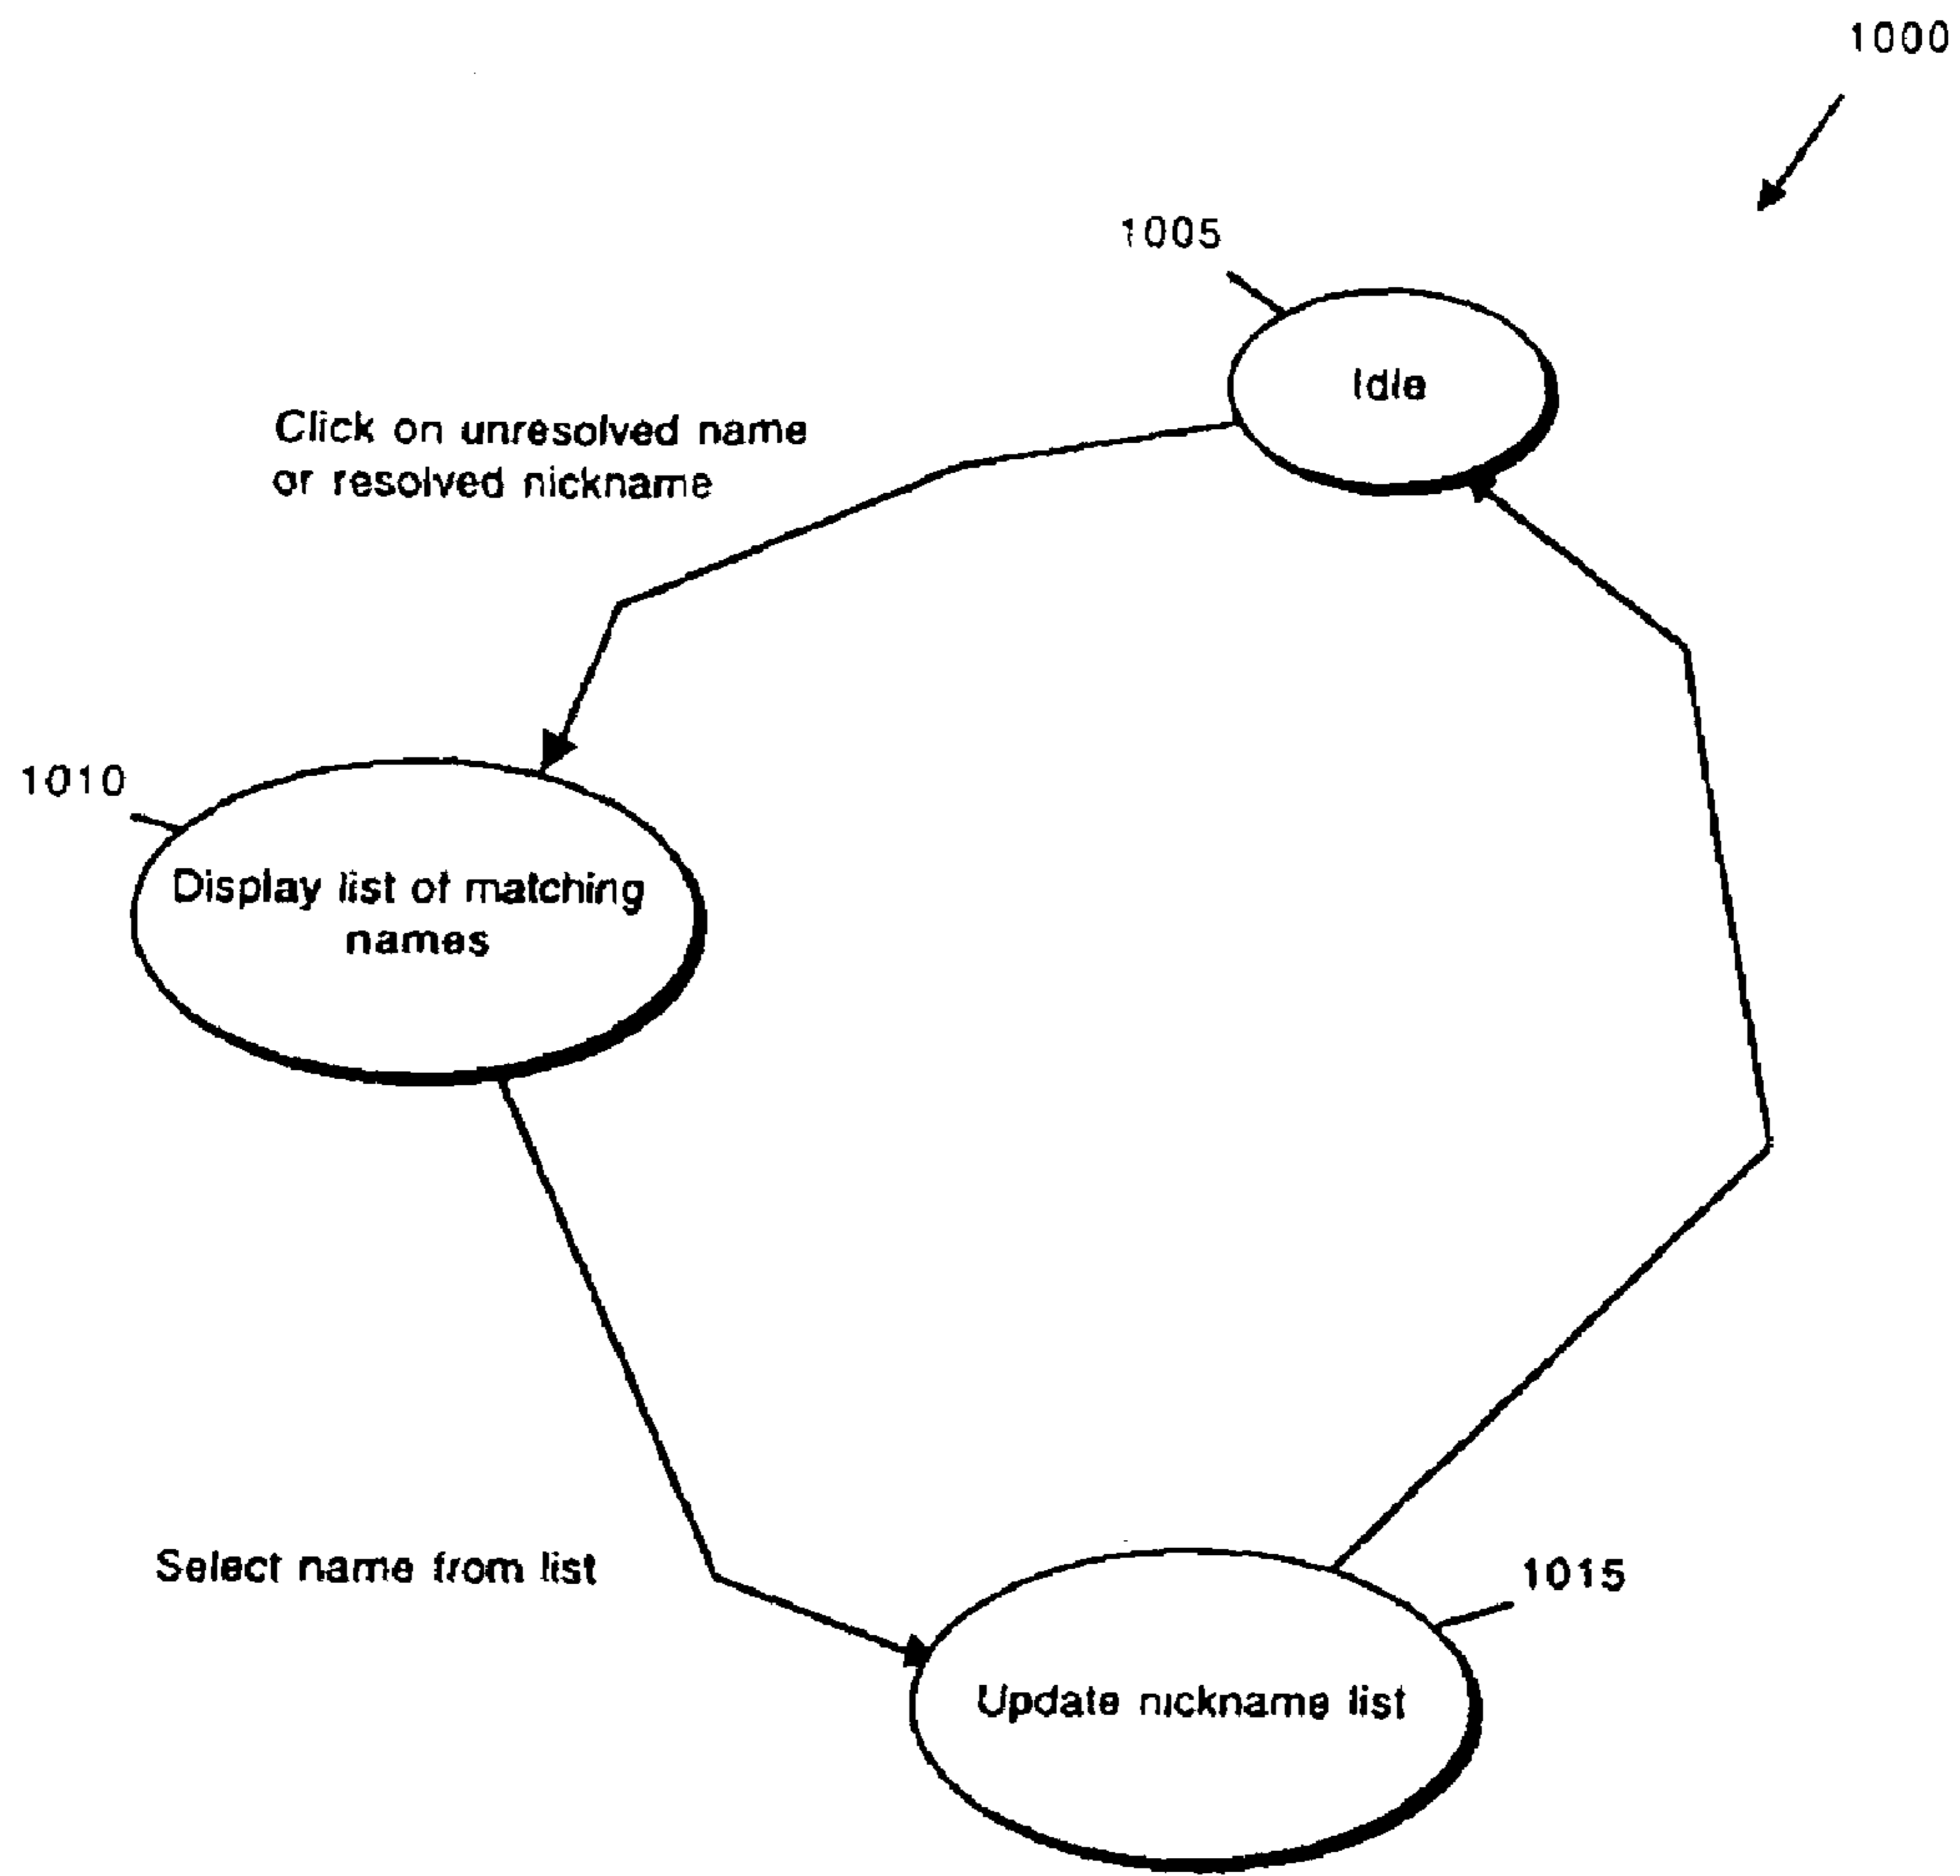 1000
1005
Idle
Click on unresolved name
or resolved nickname
1010
Display list of matching
names
Select name from list
1015
Update nickname list